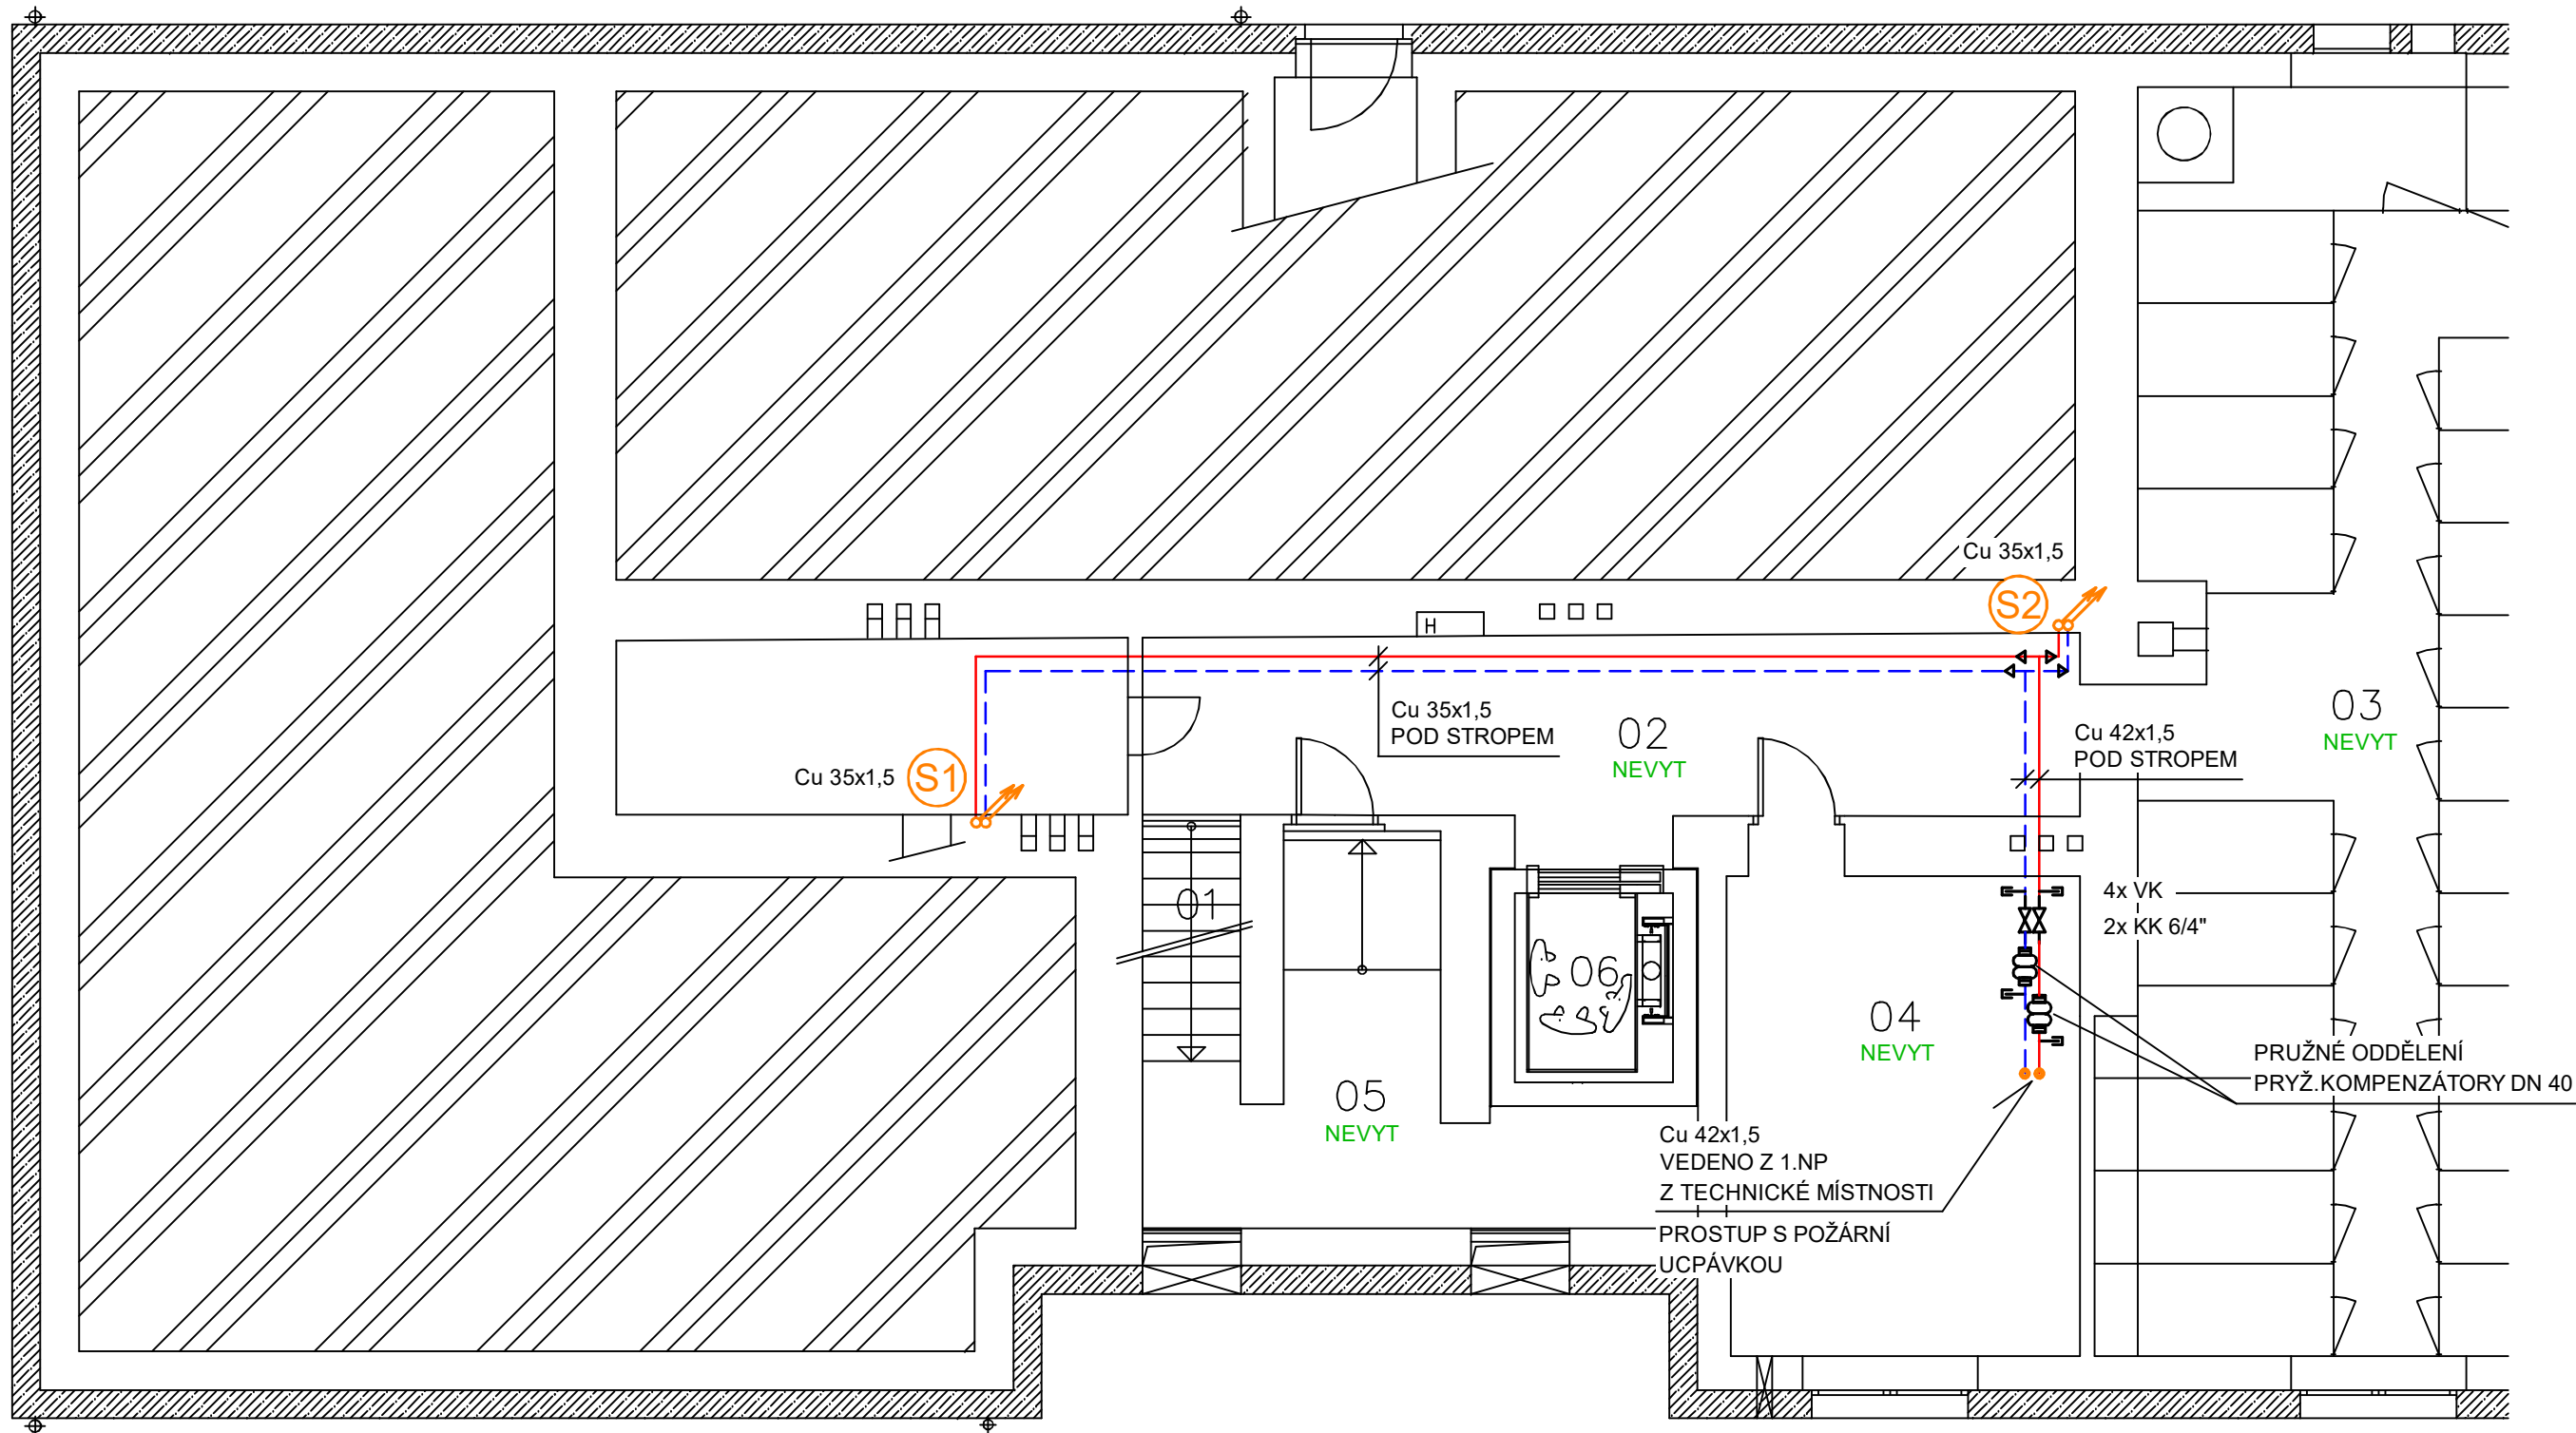 Cu 35x1,5
S2
H
Cu 35x1,5
POD STROPEM
02
NEVYT
Cu 42x1,5
POD STROPEM
03
NEVYT
Cu 35x1,5
S1
01
4x VK
2x KK 6/4"
06
04
NEVYT
PRUŽNÉ ODDĚLENÍ
PRYŽ.KOMPENZÁTORY DN 40
05
NEVYT
Cu 42x1,5
VEDENO Z 1.NP
Z TECHNICKÉ MÍSTNOSTI
PROSTUP S POŽÁRNÍ
UCPÁVKOU